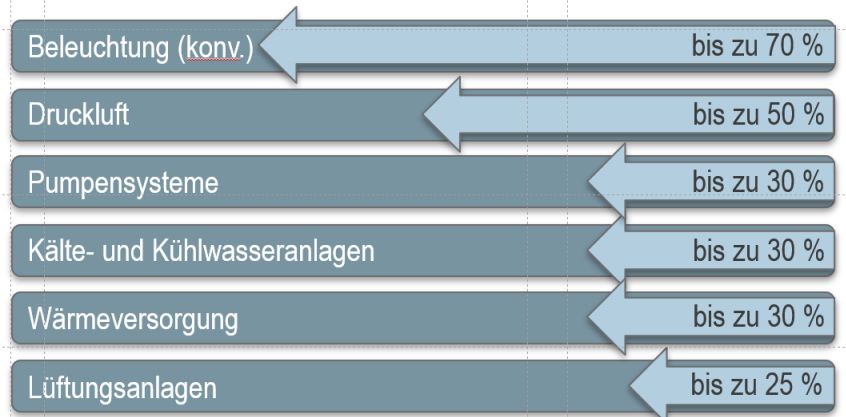 Beleuchtung (konv.) bis zu 70 %
Druckluft bis zu 50 %
Pumpensysteme bis zu 30 %
Kälte- und Kühlwasseranlagen bis zu 30 %
Wärmeversorgung bis zu 30 %
Lüftungsanlagen bis zu 25 %